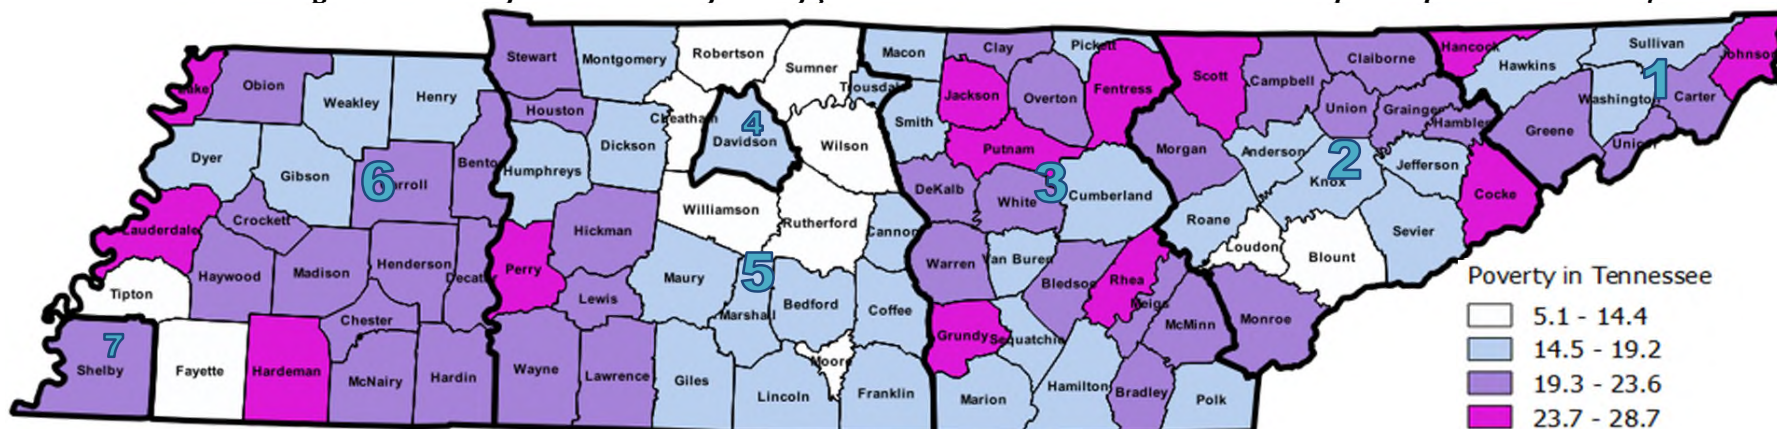 Stewart
Montgomery
Robertson
Sumner
Macon
Clay
Pickett
Scott
Claiborne
Hancock
Sullivan
Johnson
Lake
Obion
Weakley
Henry
Houston
Cheatham
4
Davidson
Trousdale
Smith
Jackson
Overton
Fentress
Campbell
Union
Grainger
Hamblen
Hawkins
Washington
1
Carter
Greene
Unicoi
Dyer
Gibson
6
Carroll
Benton
Humphreys
Dickson
Wilson
Putnam
DeKalb
White
3
Cumberland
Morgan
Anderson
2
Knox
Jefferson
Cocke
Lauderdale
Crockett
Haywood
Madison
Henderson
Decatur
Perry
Hickman
Williamson
Rutherford
Cannon
Warren
Van Buren
Bledsoe
Rhea
Meigs
Roane
Loudon
Blount
Sevier
Tipton
Chester
Lewis
Maury
5
Marshall
Bedford
Coffee
Grundy
Sequatchie
McMinn
Monroe
7
Shelby
Fayette
Hardeman
McNairy
Hardin
Wayne
Lawrence
Giles
Lincoln
Moore
Franklin
Marion
Hamilton
Bradley
Polk
Poverty in Tennessee
5.1 - 14.4
14.5 - 19.2
19.3 - 23.6
23.7 - 28.7